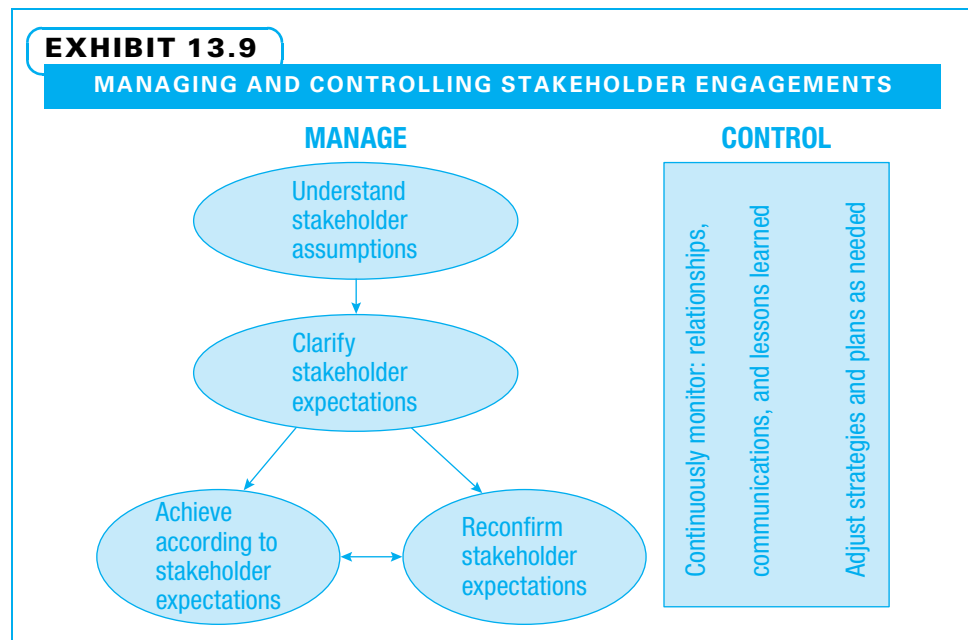 EXHIBIT 13.9
MANAGING AND CONTROLLING STAKEHOLDER ENGAGEMENTS
MANAGE
Understand
stakeholder
assumptions
Clarify
stakeholder
expectations
Achieve
according to
stakeholder
expectations
Reconfirm
stakeholder
expectations
CONTROL
Continuously monitor: relationships,
communications, and lessons learned
Adjust strategies and plans as needed